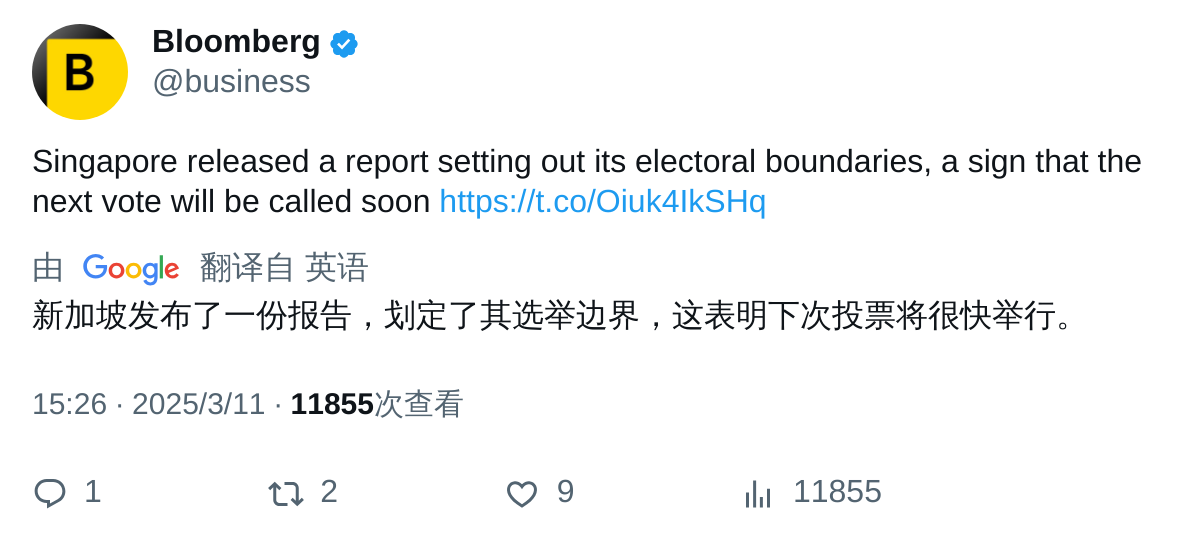 B
Bloomberg
@business
Singapore released a report setting out its electoral boundaries, a sign that the
next vote will be called soon https://t.co/Oiuk4IkSHq
由 Google 翻译自 英语
新加坡发布了一份报告，划定了其选举边界，这表明下次投票将很快举行。
15:26 · 2025/3/11 · 11855次查看
1 2 9 11855